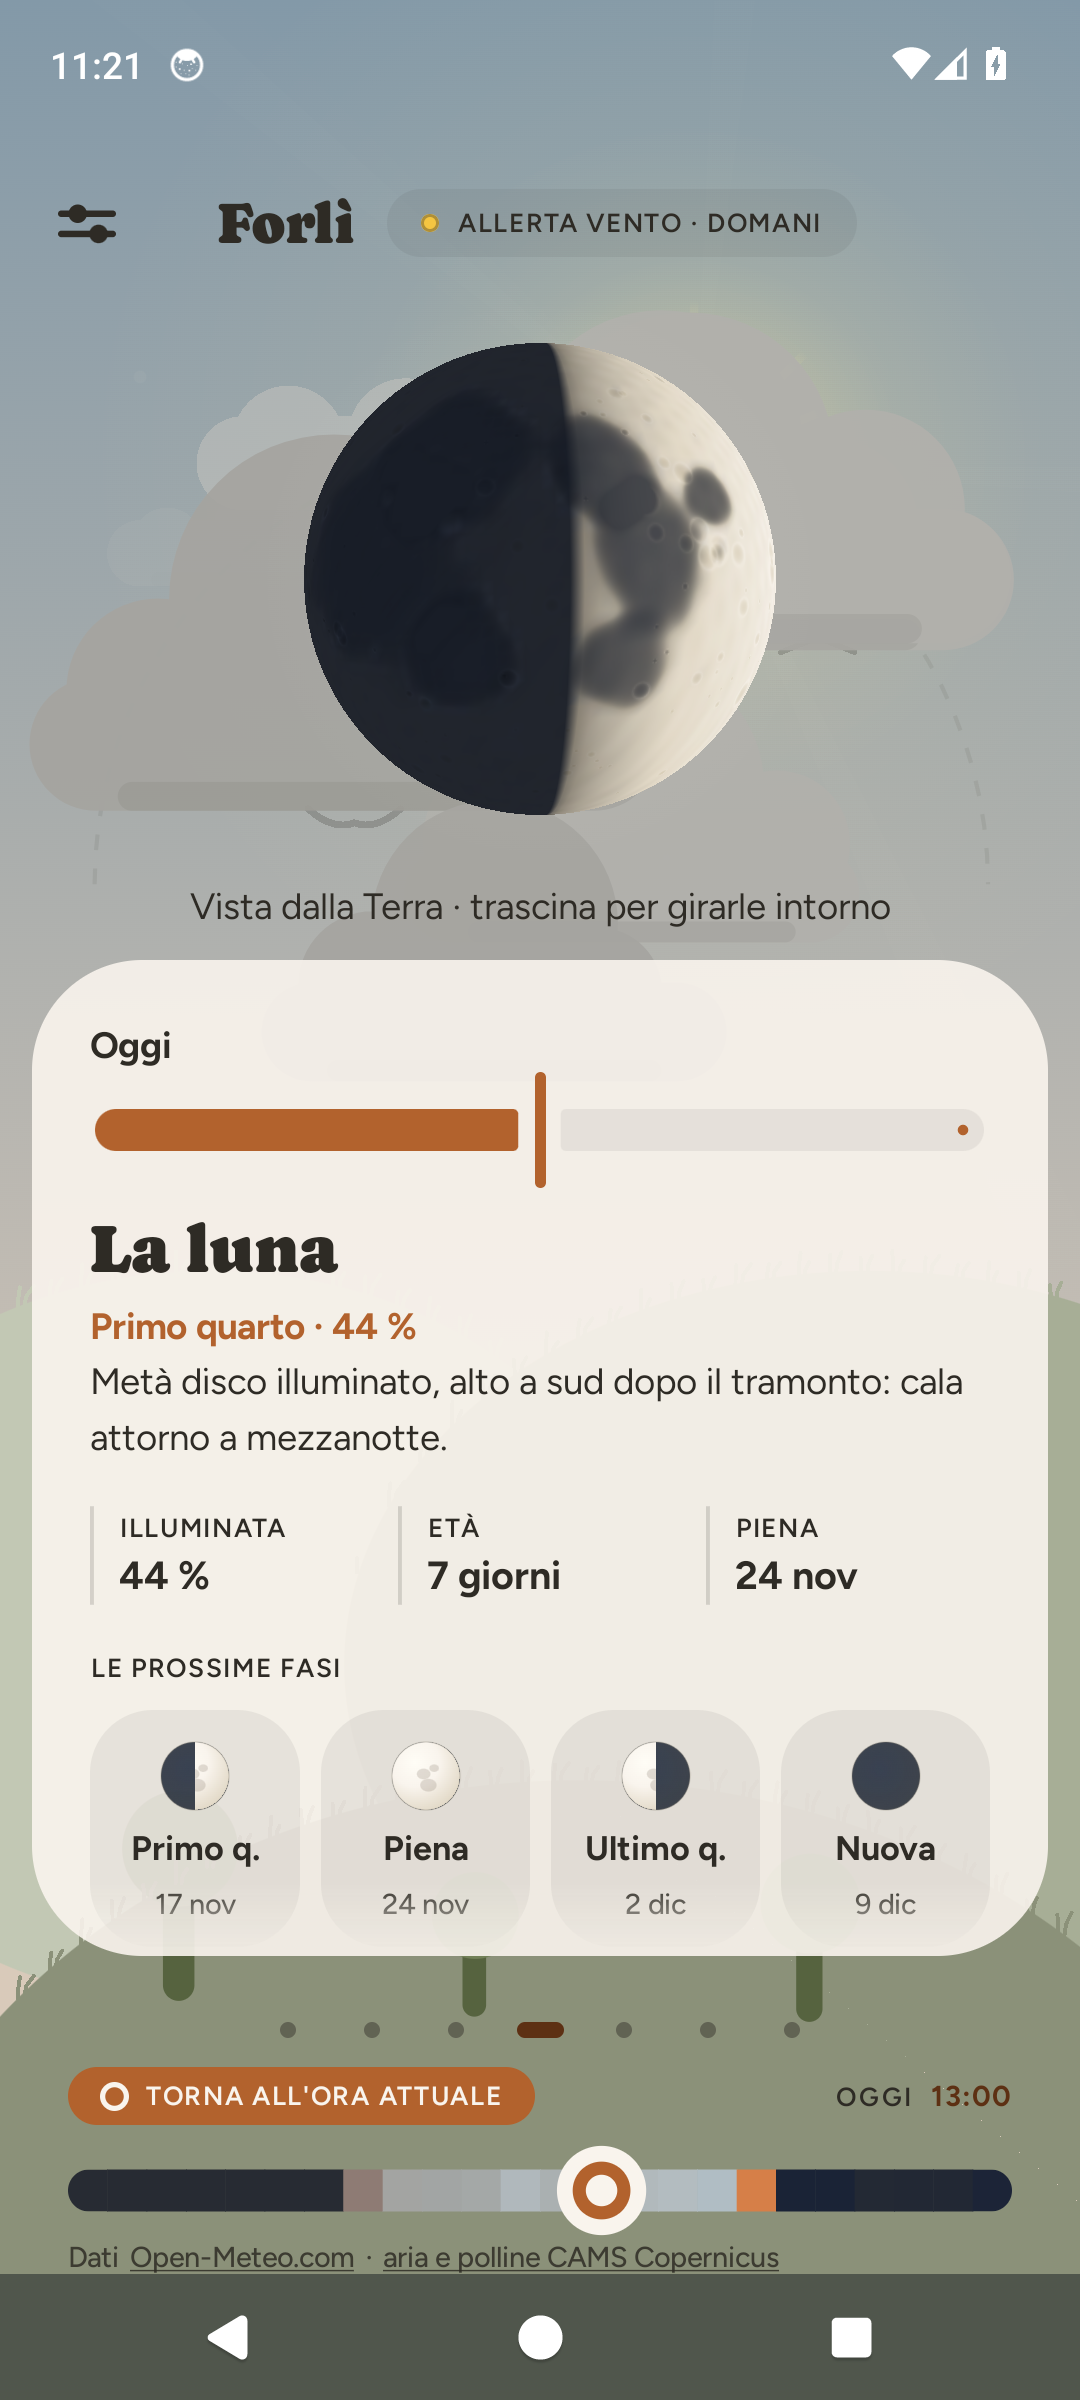 11:21
Forlì
ALLERTA VENTO · DOMANI
Vista dalla Terra · trascina per girarle intorno
Oggi
La luna
Primo quarto · 44 %
Metà disco illuminato, alto a sud dopo il tramonto: cala
attorno a mezzanotte.
ILLUMINATA
44 %
ETÀ
7 giorni
PIENA
24 nov
LE PROSSIME FASI
Primo q.
17 nov
Piena
24 nov
Ultimo q.
2 dic
Nuova
9 dic
TORNA ALL'ORA ATTUALE
OGGI 13:00
Dati Open-Meteo.com · aria e polline CAMS Copernicus